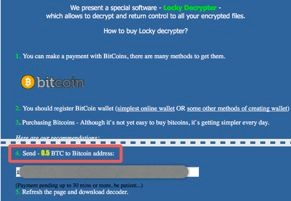 We present a special software - Locky Decrypter -
which allows to decrypt and return control to all your encrypted files.
How to buy Locky decrypter?
1. You can make a payment with BitCoins, there are many methods to get them.
bitcoin
2. You should register BitCoin wallet (simplest online wallet OR some other methods of creating wallet)
3. Purchasing Bitcoins - Although it's not yet easy to buy bitcoins, it's getting simpler every day.
Here are our recommendations:
4. Send - 0.5 BTC to Bitcoin address:
(Payment pending up to 30 mins or more, be patient...)
5. Refresh the page and download decoder.